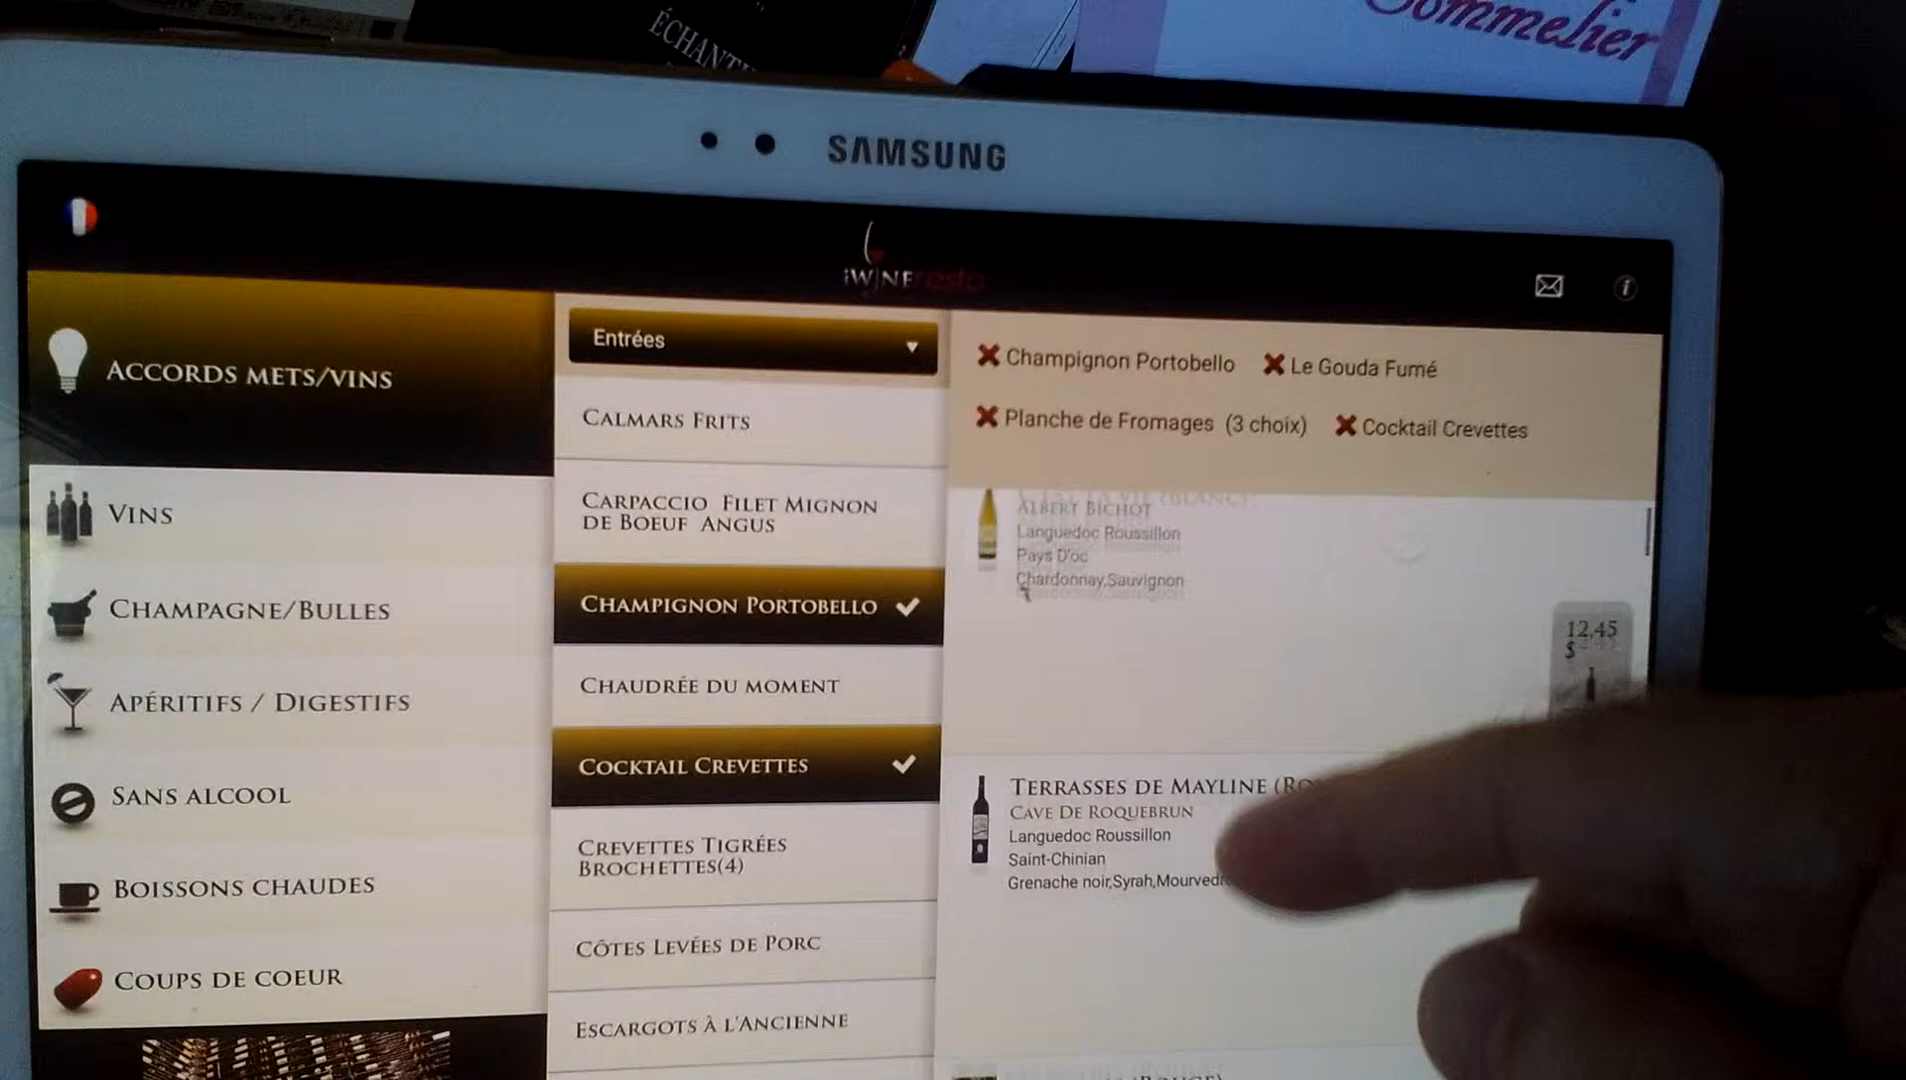 Sommelier
SAMSUNG
iWINEresto
ACCORDS METS/VINS
VINS
CHAMPAGNE/BULLES
APÉRITIFS / DIGESTIFS
SANS ALCOOL
BOISSONS CHAUDES
COUPS DE COEUR
Entrées
CALMARS FRITS
CARPACCIO FILET MIGNON
DE BOEUF ANGUS
CHAMPIGNON PORTOBELLO
CHAUDRÉE DU MOMENT
COCKTAIL CREVETTES
CREVETTES TIGRÉES
BROCHETTES(4)
CÔTES LEVÉES DE PORC
ESCARGOTS À L'ANCIENNE
Champignon Portobello Le Gouda Fumé
Planche de Fromages (3 choix) Cocktail Crevettes
ALBERT BICHOT
Languedoc Roussillon
Pays D'oc
Chardonnay,Sauvignon
12,45
$
TERRASSES DE MAYLINE
CAVE DE ROQUEBRUN
Languedoc Roussillon
Saint-Chinian
Grenache noir,Syrah,